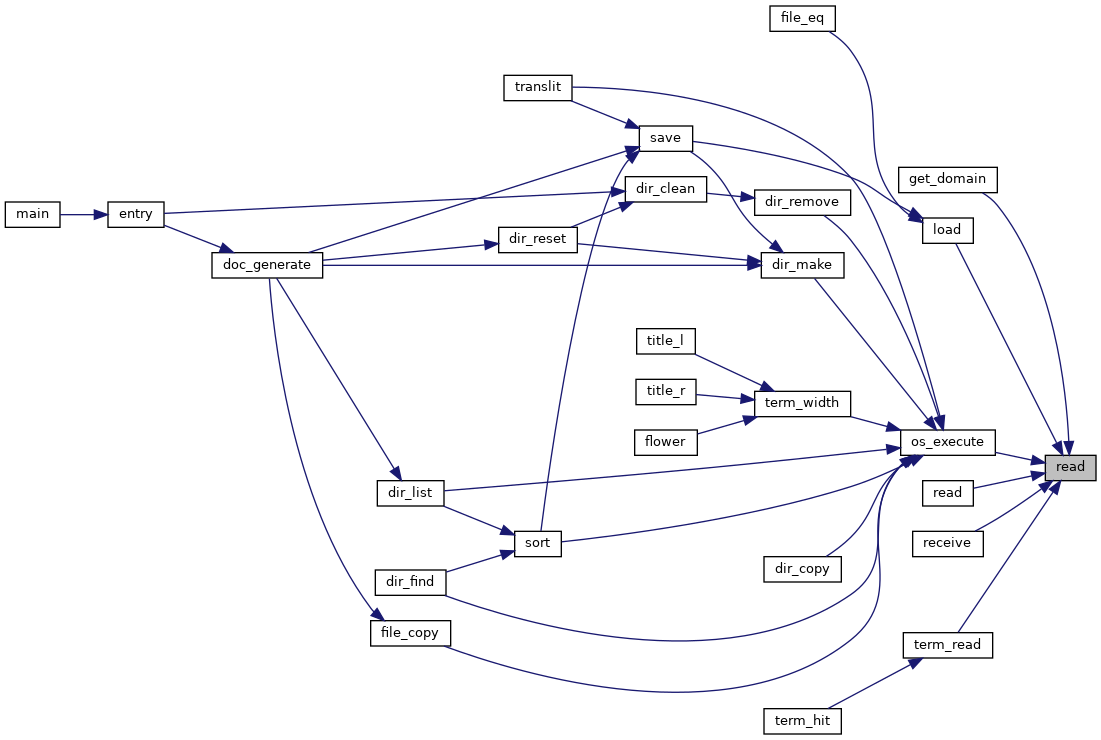 file_eq
translit
save
get_domain
dir_clean
dir_remove
main
entry
load
dir_reset
doc_generate
dir_make
title_l
title_r
term_width
flower
os_execute
read
dir_list
read
sort
receive
dir_copy
dir_find
file_copy
term_read
term_hit